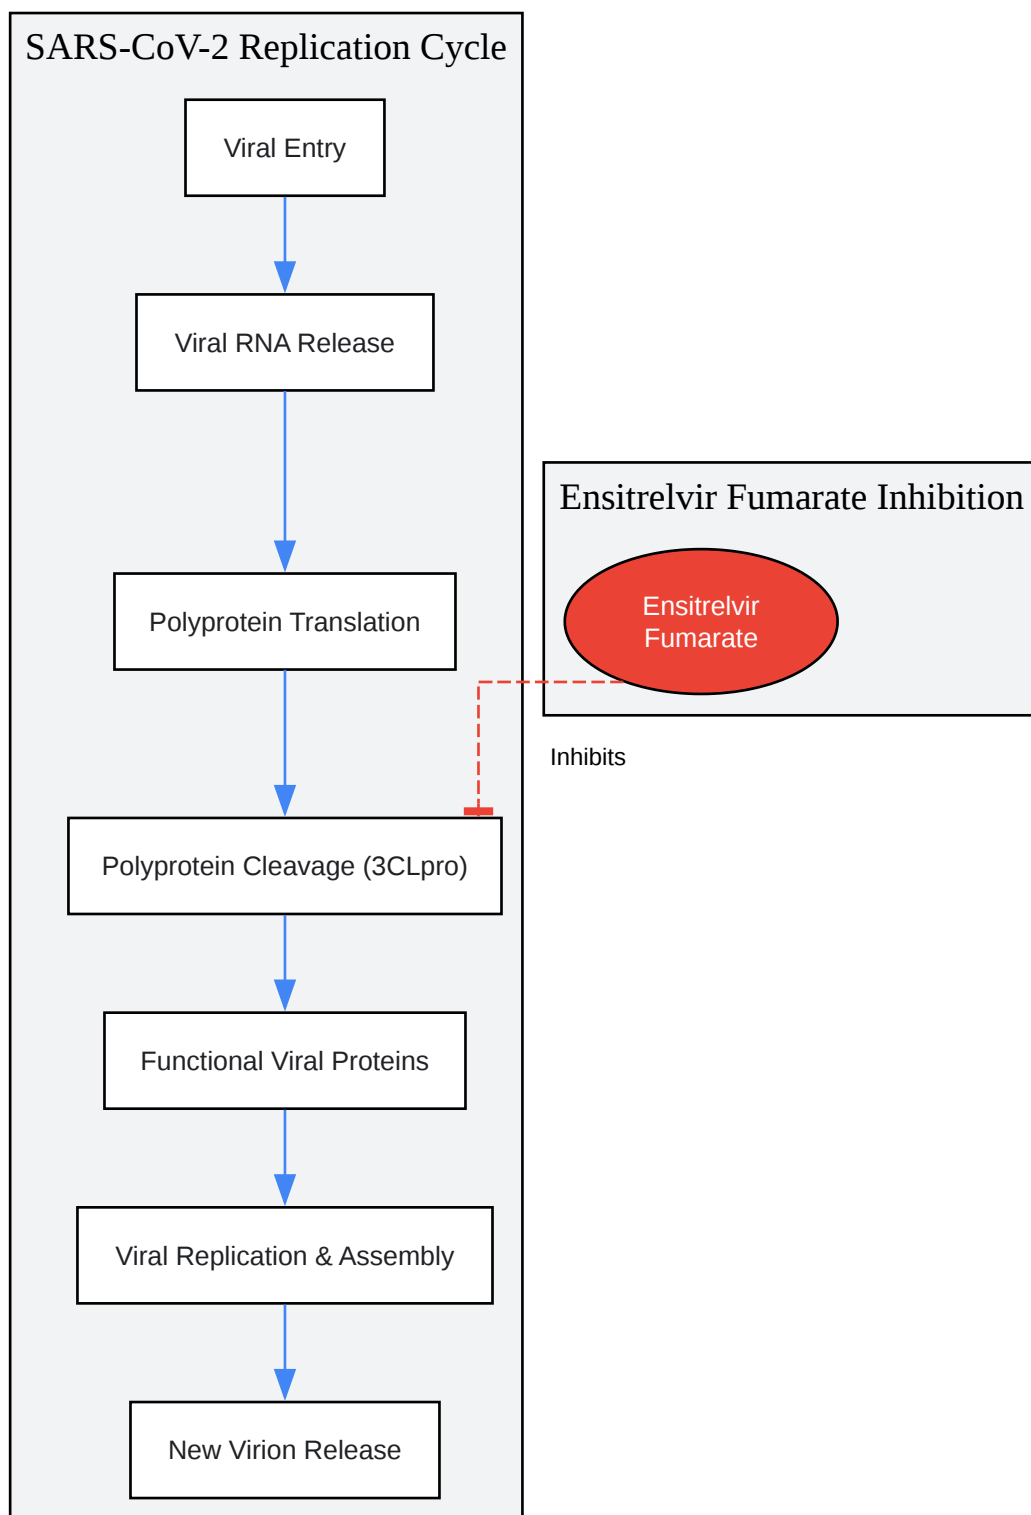 SARS-CoV-2 Replication Cycle
Viral Entry
Viral RNA Release
Ensitrelvir Fumarate Inhibition
Ensitrelvir
Fumarate
Polyprotein Translation
Inhibits
Polyprotein Cleavage (3CLpro)
Functional Viral Proteins
Viral Replication & Assembly
New Virion Release